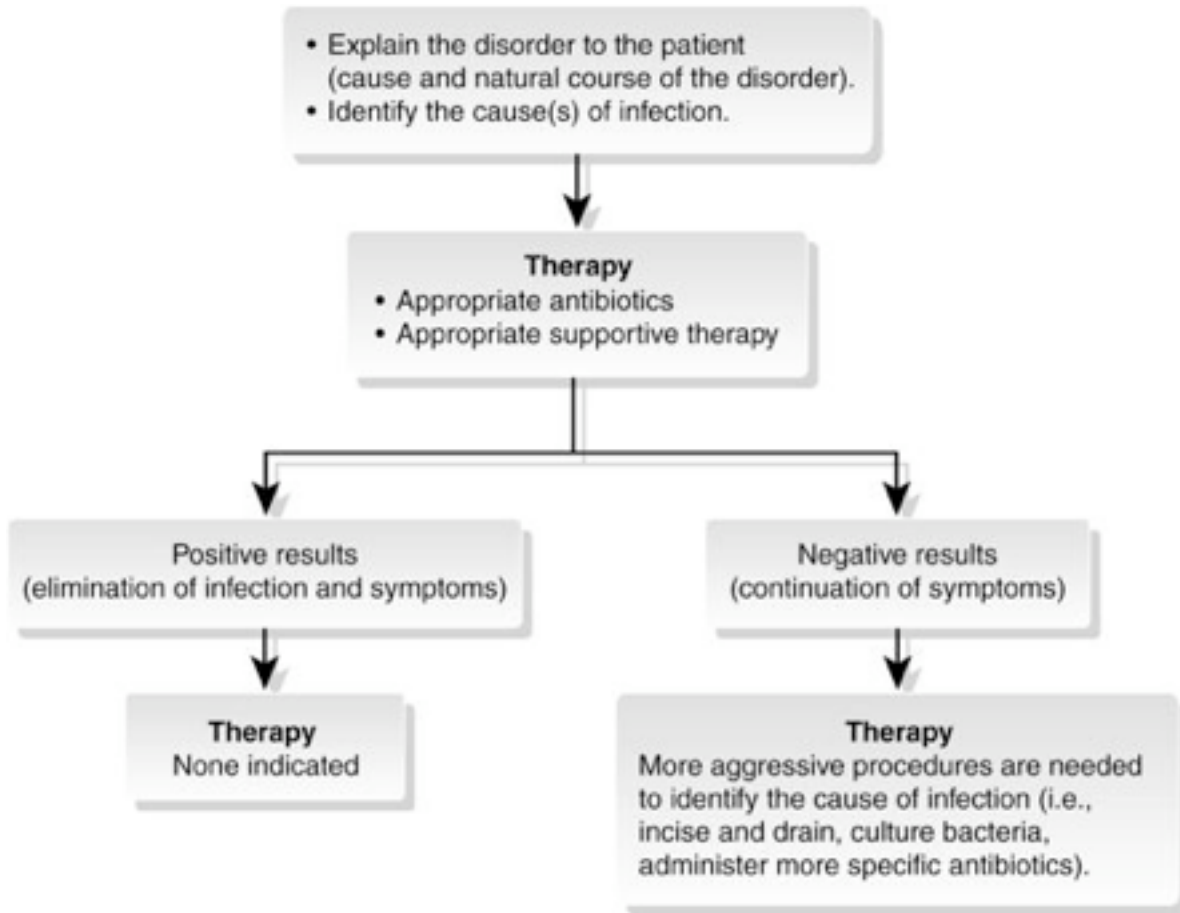 • Explain the disorder to the patient
(cause and natural course of the disorder).
• Identify the cause(s) of infection.
Therapy
• Appropriate antibiotics
• Appropriate supportive therapy
Positive results
(elimination of infection and symptoms)
Negative results
(continuation of symptoms)
Therapy
None indicated
Therapy
More aggressive procedures are needed
to identify the cause of infection (i.e.,
incise and drain, culture bacteria,
administer more specific antibiotics).